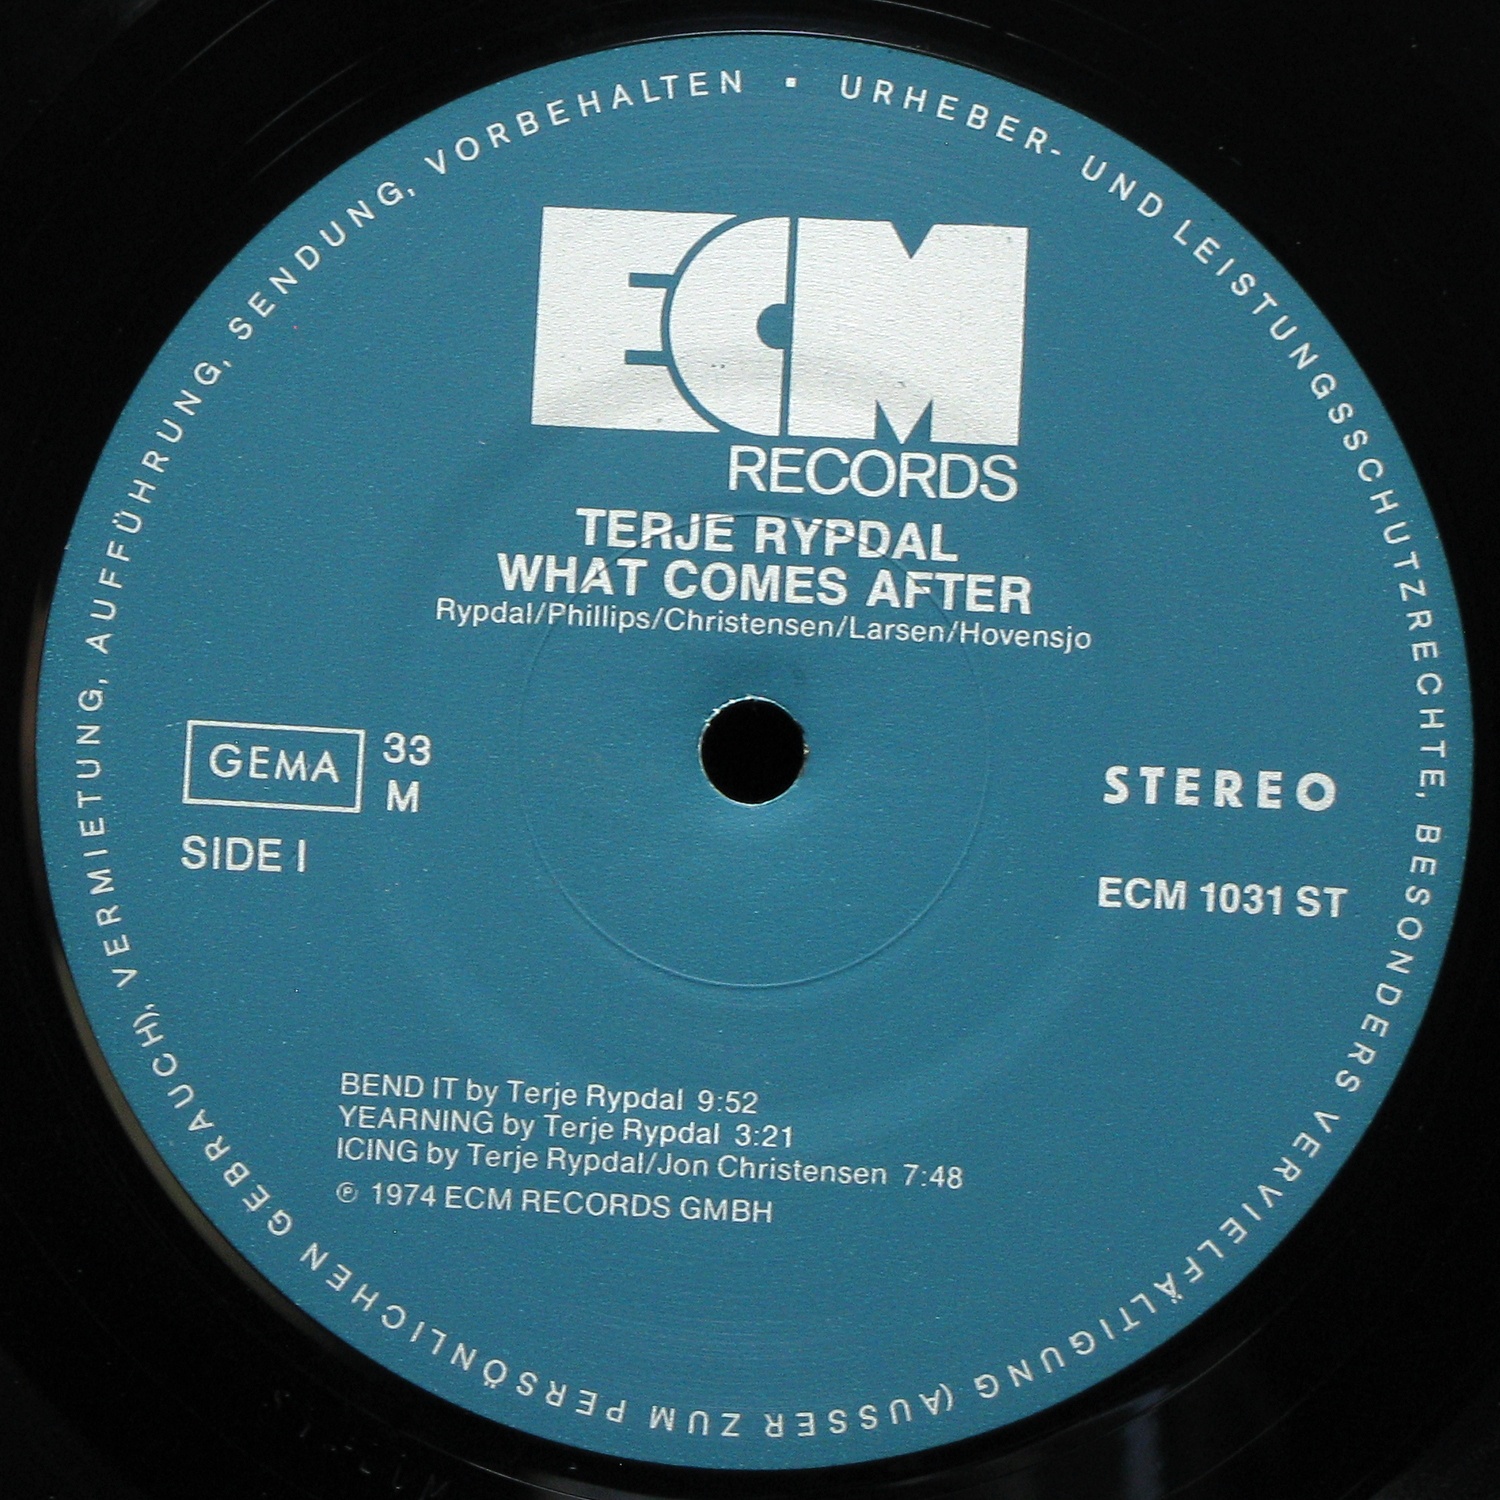 URHEBER- UND LEISTUNGSSCHUTZRECHTE, BESONDERS VERVIELFÄLTIGUNG (AUSSER ZUM PERSÖNLICHEN GEBRAUCH), VERMIETUNG, AUFFÜHRUNG, SENDUNG, VORBEHALTEN ▪
ECM
RECORDS
TERJE RYPDAL
WHAT COMES AFTER
Rypdal/Phillips/Christensen/Larsen/Hovensjo
GEMA
33
M
SIDE I
STEREO
ECM 1031 ST
BEND IT by Terje Rypdal 9:52
YEARNING by Terje Rypdal 3:21
ICING by Terje Rypdal/Jon Christensen 7:48
℗ 1974 ECM RECORDS GMBH